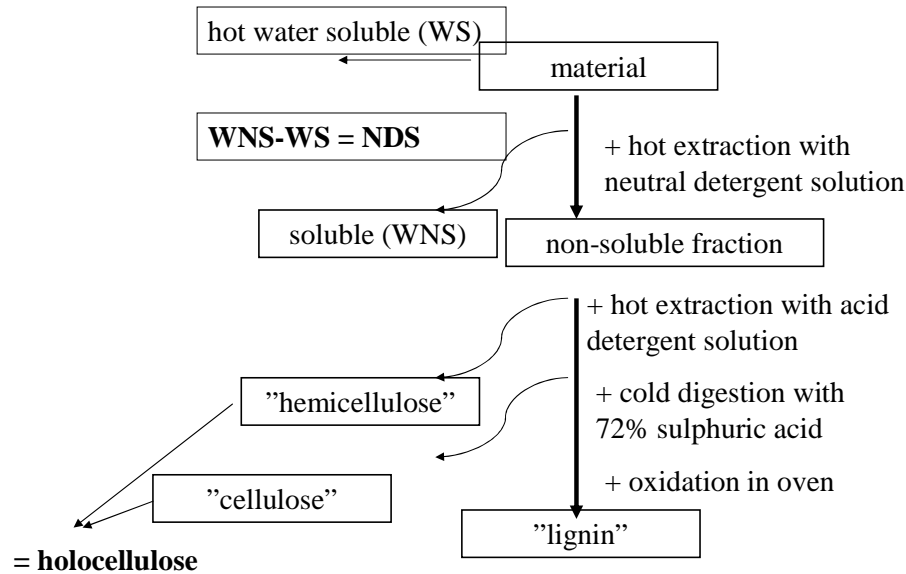 hot water soluble (WS)
material
WNS-WS = NDS
+ hot extraction with
neutral detergent solution
soluble (WNS)
non-soluble fraction
+ hot extraction with acid
detergent solution
”hemicellulose”
+ cold digestion with
72% sulphuric acid
”cellulose”
+ oxidation in oven
”lignin”
= holocellulose